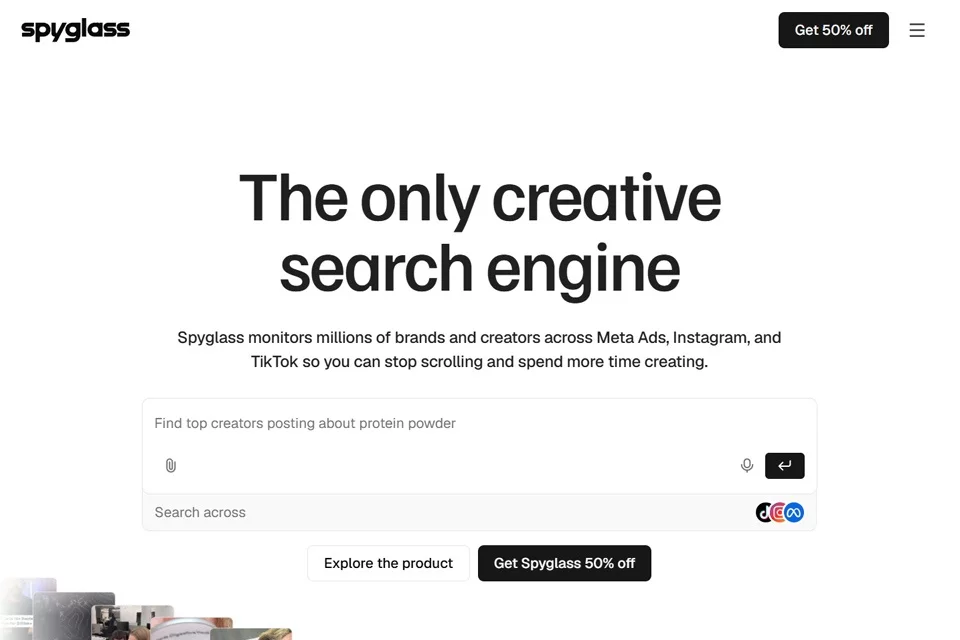 spyglass
Get 50% off
The only creative
search engine
Spyglass monitors millions of brands and creators across Meta Ads, Instagram, and
TikTok so you can stop scrolling and spend more time creating.
Find top creators posting about protein powder
Search across
Explore the product
Get Spyglass 50% off